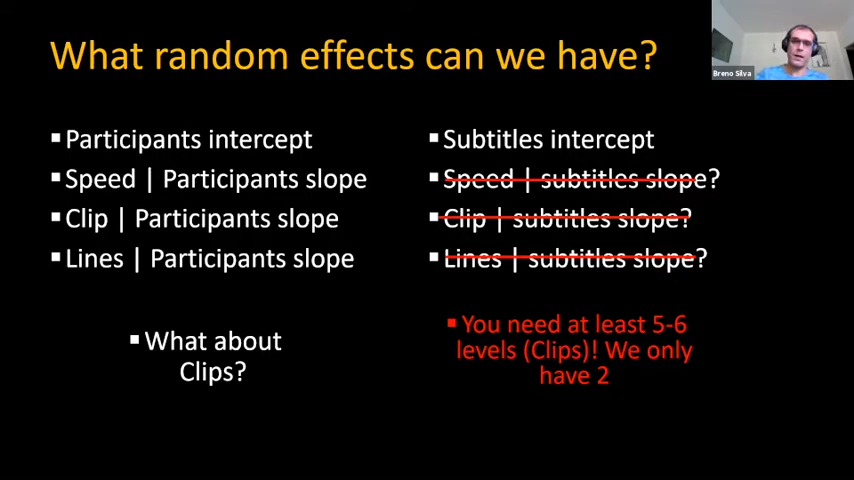 What random effects can we have?
Breno Silva
▪Participants intercept
▪Speed | Participants slope
▪Clip | Participants slope
▪Lines | Participants slope
▪Subtitles intercept
▪Speed | subtitles slope?
▪Clip | subtitles slope?
▪Lines | subtitles slope?
▪What about
Clips?
▪You need at least 5-6
levels (Clips)! We only
have 2